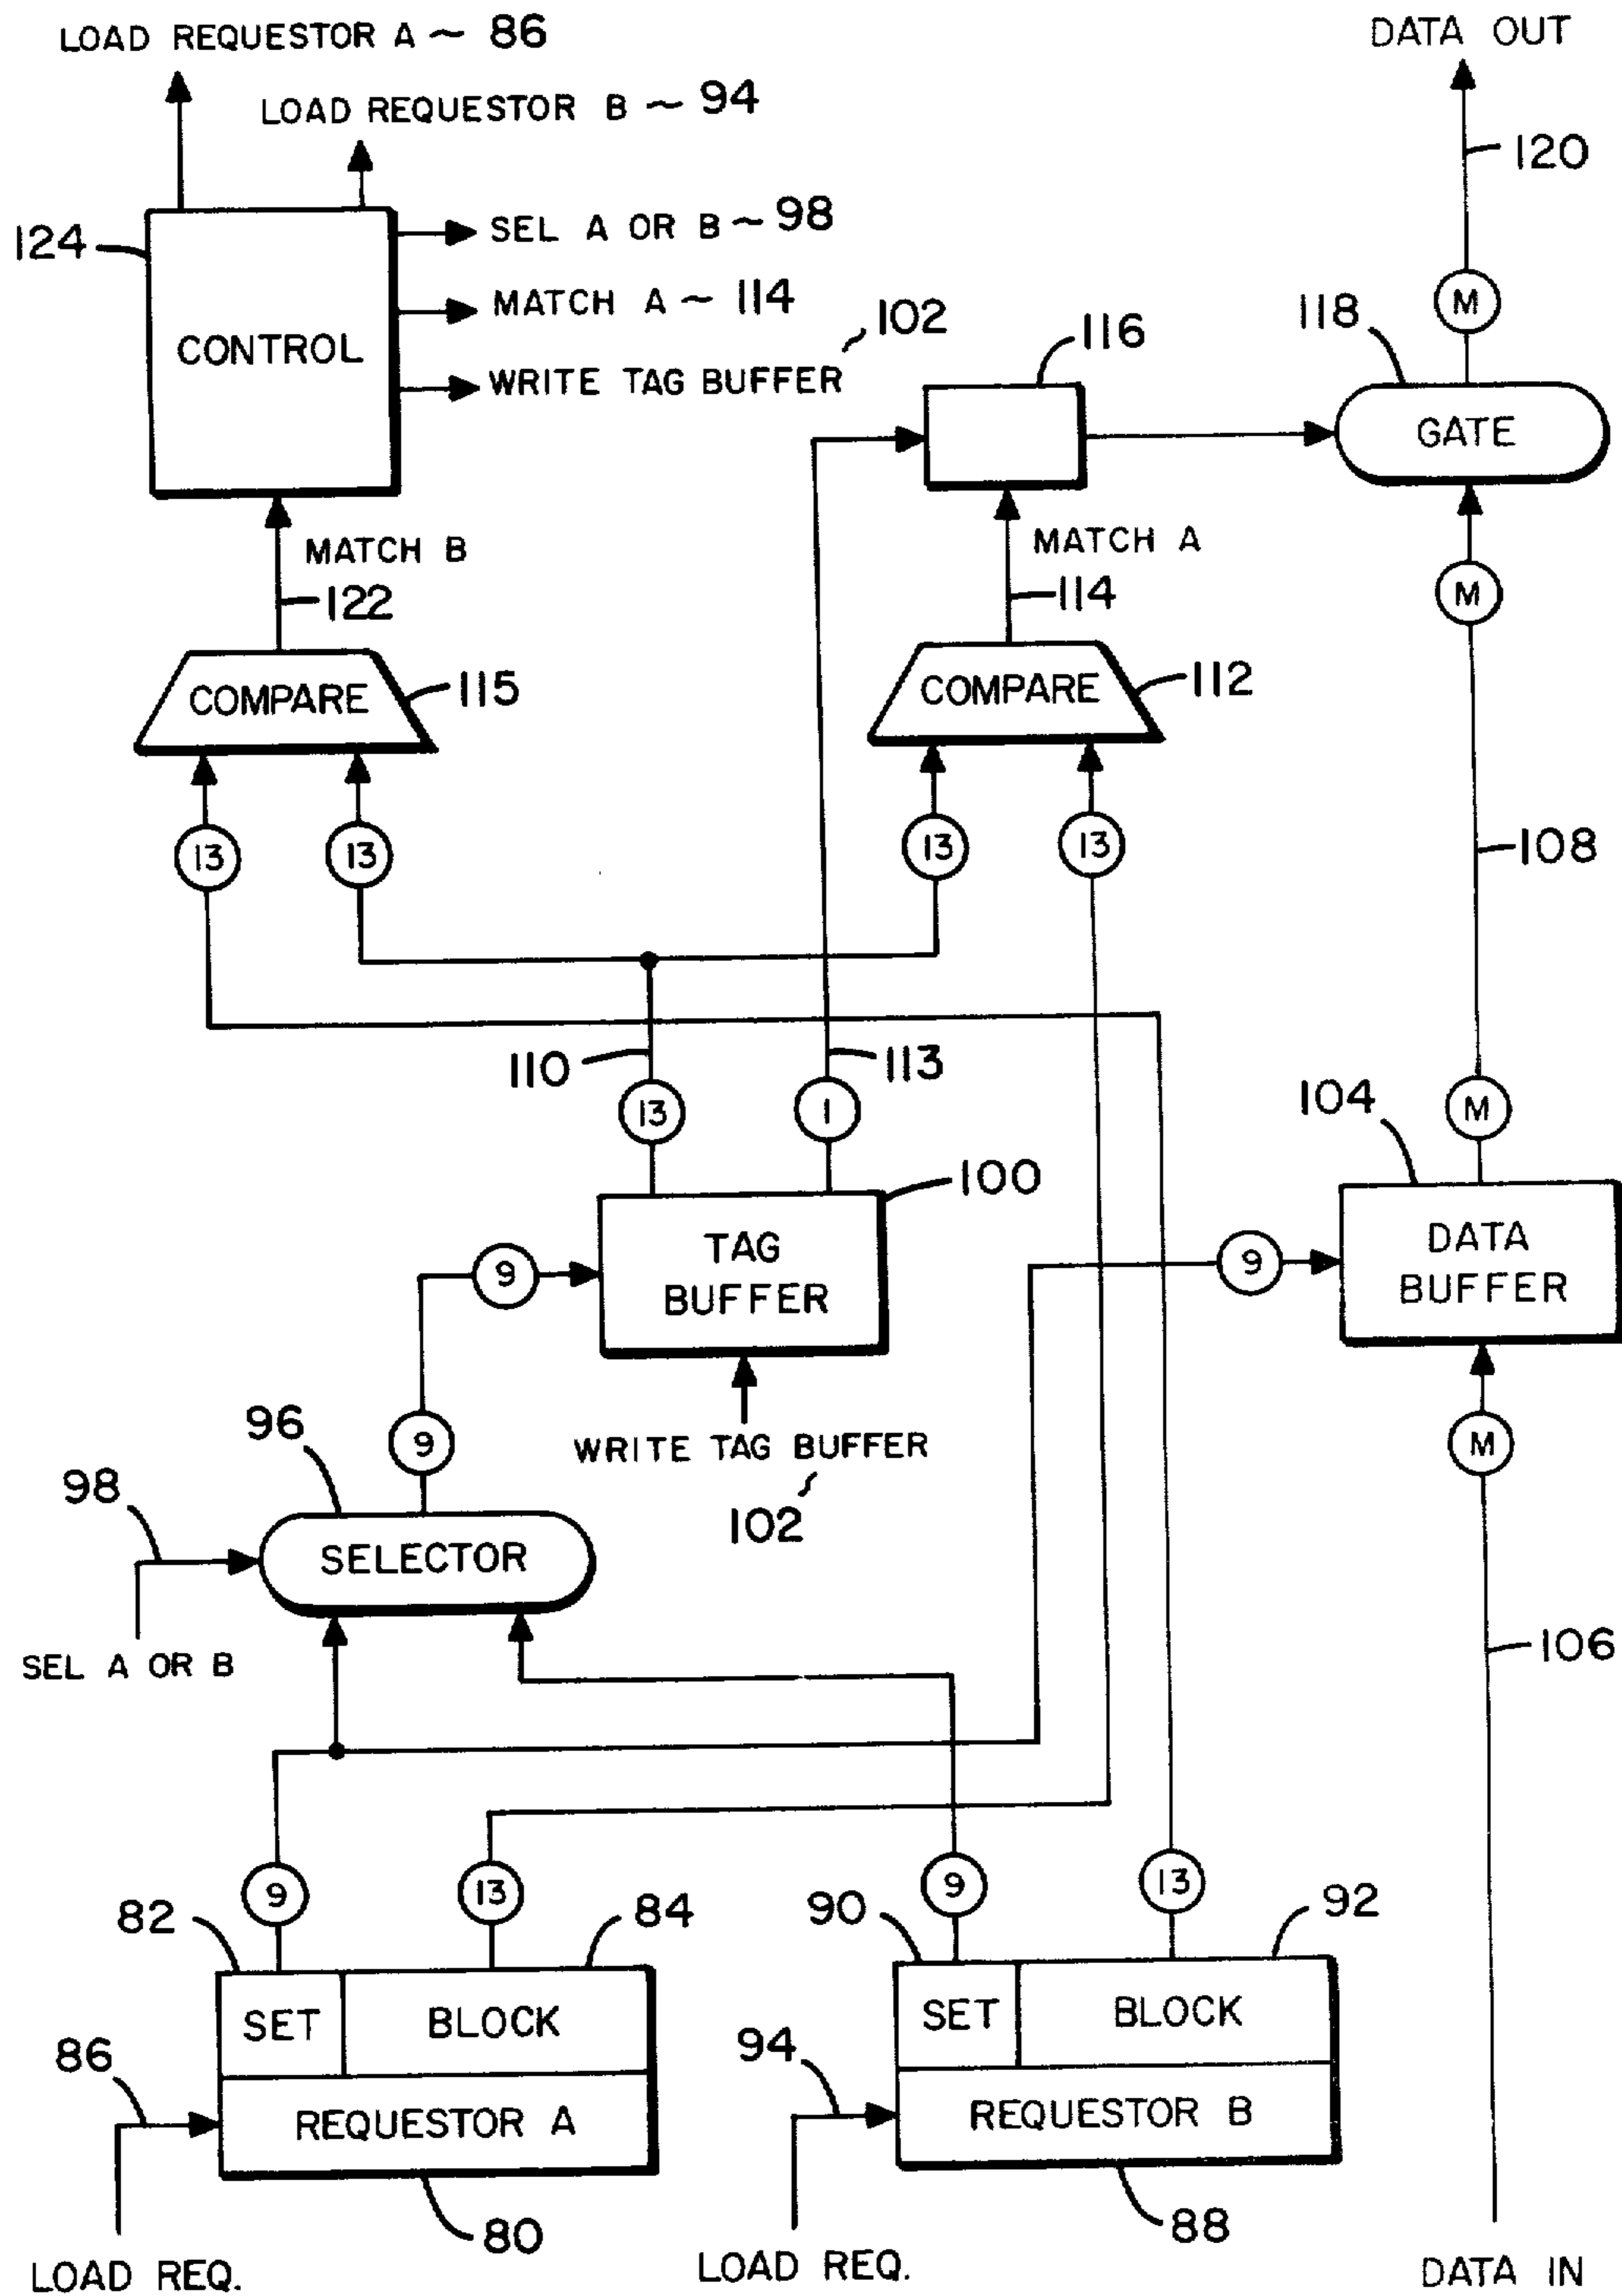 LOAD REQUESTOR A ~ 86
DATA OUT
LOAD REQUESTOR B ~ 94
120
124
SEL A OR B ~ 98
M
MATCH A ~ 114
102
116
118
CONTROL
WRITE TAG BUFFER
GATE
MATCH B
MATCH A
122
114
M
COMPARE
115
COMPARE
112
13
13
13
13
108
110
113
104
M
13
1
100
TAG
BUFFER
9
9
DATA
BUFFER
96
9
WRITE TAG BUFFER
102
M
98
SELECTOR
SEL A OR B
106
9
13
9
13
82
84
90
92
SET
BLOCK
SET
BLOCK
86
94
REQUESTOR A
REQUESTOR B
80
88
LOAD REQ.
LOAD REQ.
DATA IN